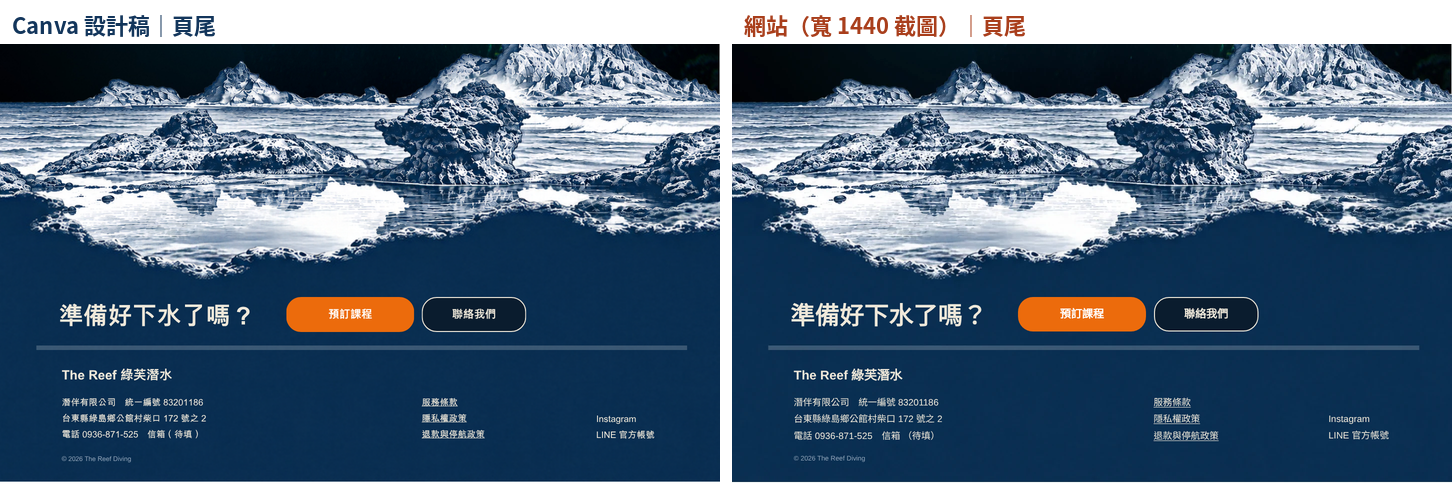 Canva 設計稿｜頁尾
準備好下水了嗎？
預訂課程
聯絡我們
The Reef 綠芙潛水
潛伴有限公司　統一編號 83201186
台東縣綠島鄉公館村柴口 172 號之 2
電話 0936-871-525　信箱（待填）
服務條款
隱私權政策
退款與停航政策
Instagram
LINE 官方帳號
© 2026 The Reef Diving
網站（寬 1440 截圖）｜頁尾
準備好下水了嗎？
預訂課程
聯絡我們
The Reef 綠芙潛水
潛伴有限公司　統一編號 83201186
台東縣綠島鄉公館村柴口 172 號之 2
電話 0936-871-525　信箱 （待填）
服務條款
隱私權政策
退款與停航政策
Instagram
LINE 官方帳號
© 2026 The Reef Diving